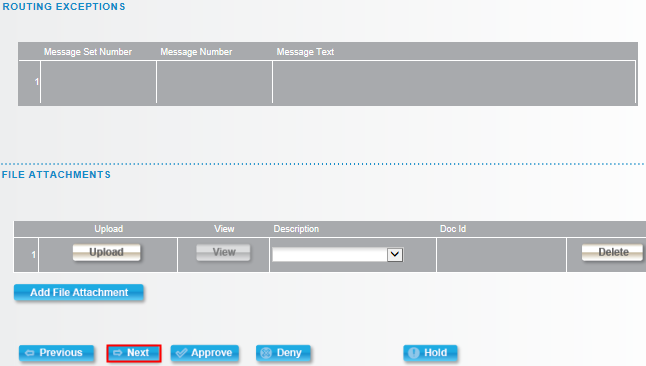 ROUTING EXCEPTIONS
Message Set Number Message Number Message Text
1
FILE ATTACHMENTS
Upload View Description Doc Id
1 Upload View Delete
Add File Attachment
Previous Next Approve Deny Hold